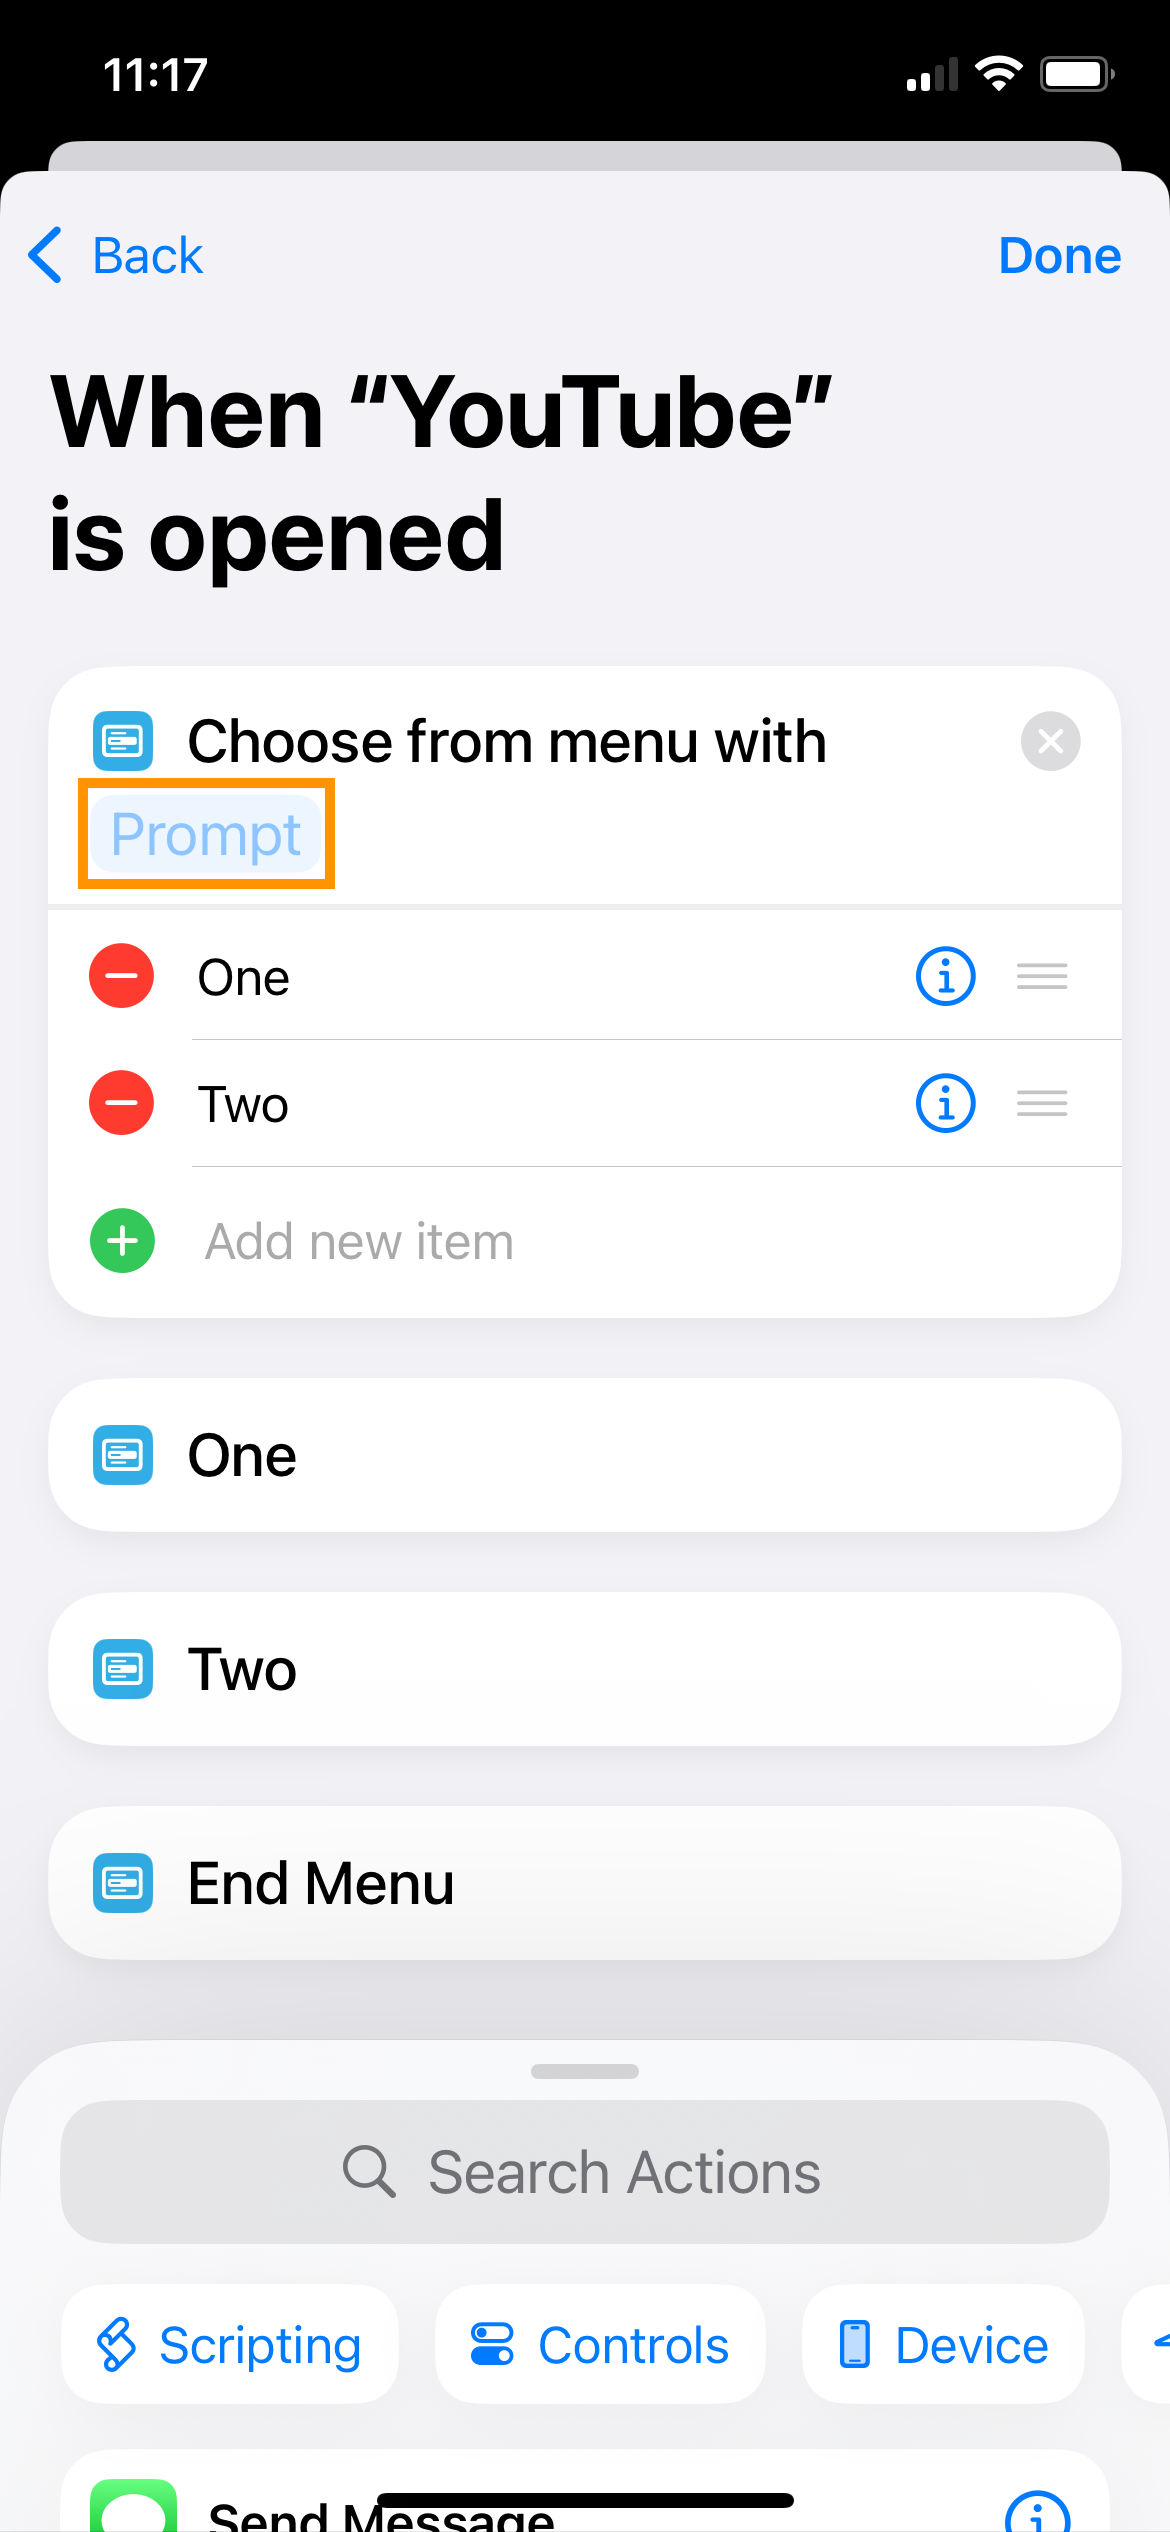 11:17
Back
Done
When “YouTube”
is opened
Choose from menu with
Prompt
One
Two
Add new item
One
Two
End Menu
Search Actions
Scripting
Controls
Device
Send Message